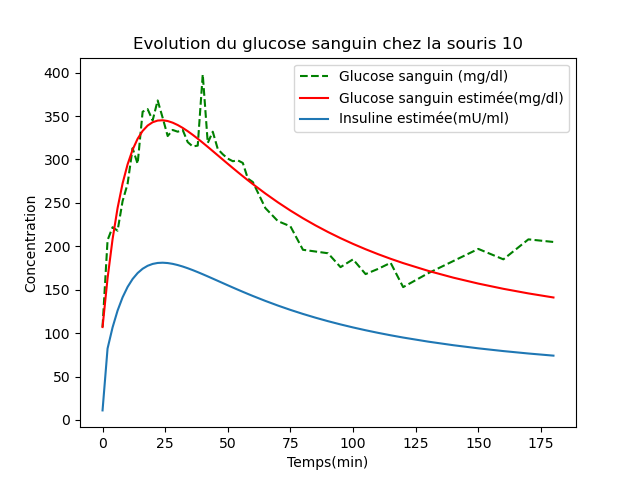 Evolution du glucose sanguin chez la souris 10
Glucose sanguin (mg/dl)
Glucose sanguin estimée(mg/dl)
Insuline estimée(mU/ml)
Concentration
400
350
300
250
200
150
100
50
0
0 25 50 75 100 125 150 175
Temps(min)